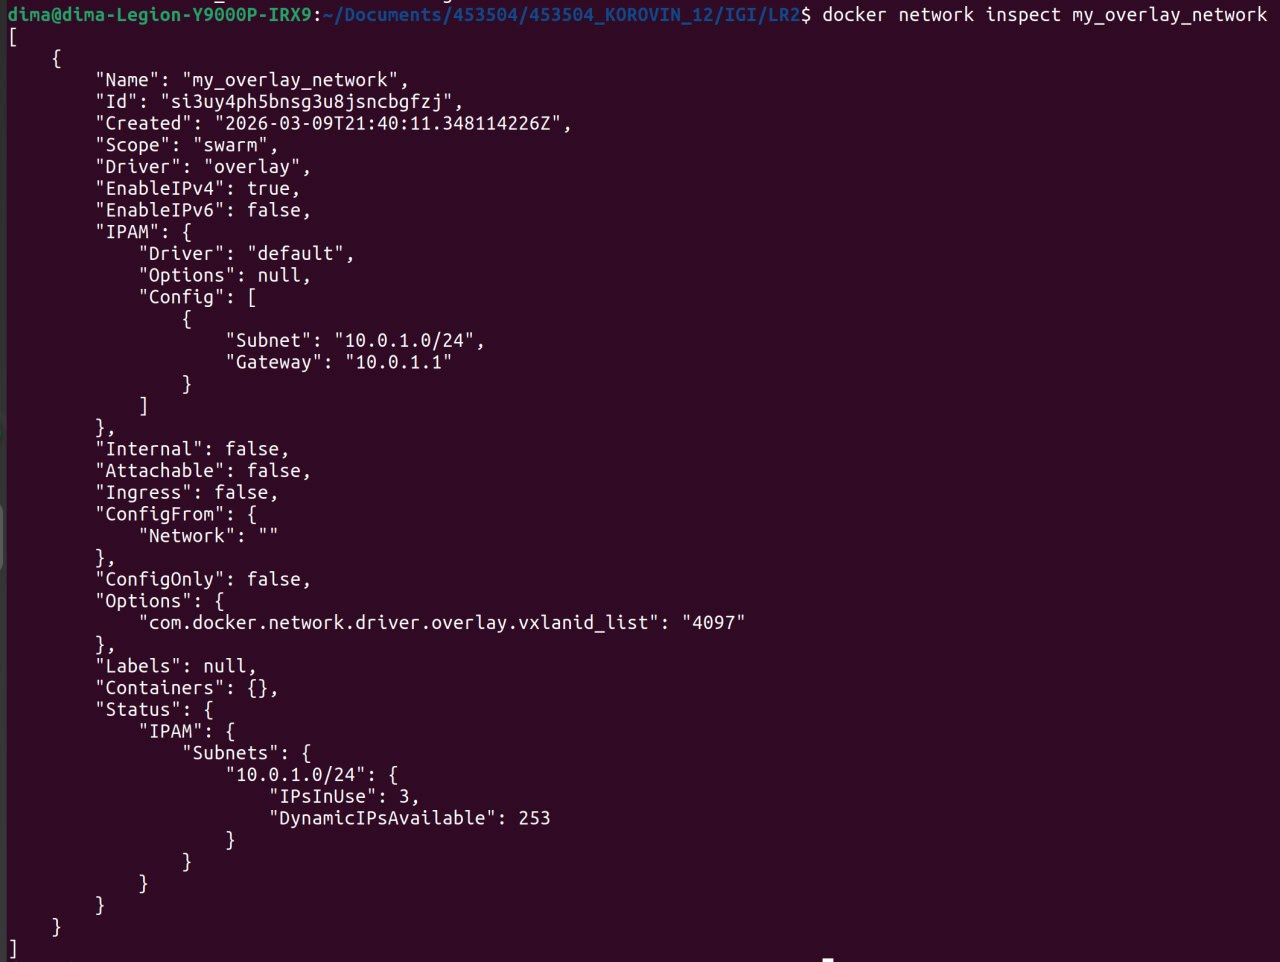 dima@dima-Legion-Y9000P-IRX9:~/Documents/453504/453504_KOROVIN_12/IGI/LR2$ docker network inspect my_overlay_network
[
    {
        "Name": "my_overlay_network",
        "Id": "si3uy4ph5bnsg3u8jsncbgfzj",
        "Created": "2026-03-09T21:40:11.348114226Z",
        "Scope": "swarm",
        "Driver": "overlay",
        "EnableIPv4": true,
        "EnableIPv6": false,
        "IPAM": {
            "Driver": "default",
            "Options": null,
            "Config": [
                {
                    "Subnet": "10.0.1.0/24",
                    "Gateway": "10.0.1.1"
                }
            ]
        },
        "Internal": false,
        "Attachable": false,
        "Ingress": false,
        "ConfigFrom": {
            "Network": ""
        },
        "ConfigOnly": false,
        "Options": {
            "com.docker.network.driver.overlay.vxlanid_list": "4097"
        },
        "Labels": null,
        "Containers": {},
        "Status": {
            "IPAM": {
                "Subnets": {
                    "10.0.1.0/24": {
                        "IPsInUse": 3,
                        "DynamicIPsAvailable": 253
                    }
                }
            }
        }
    }
]